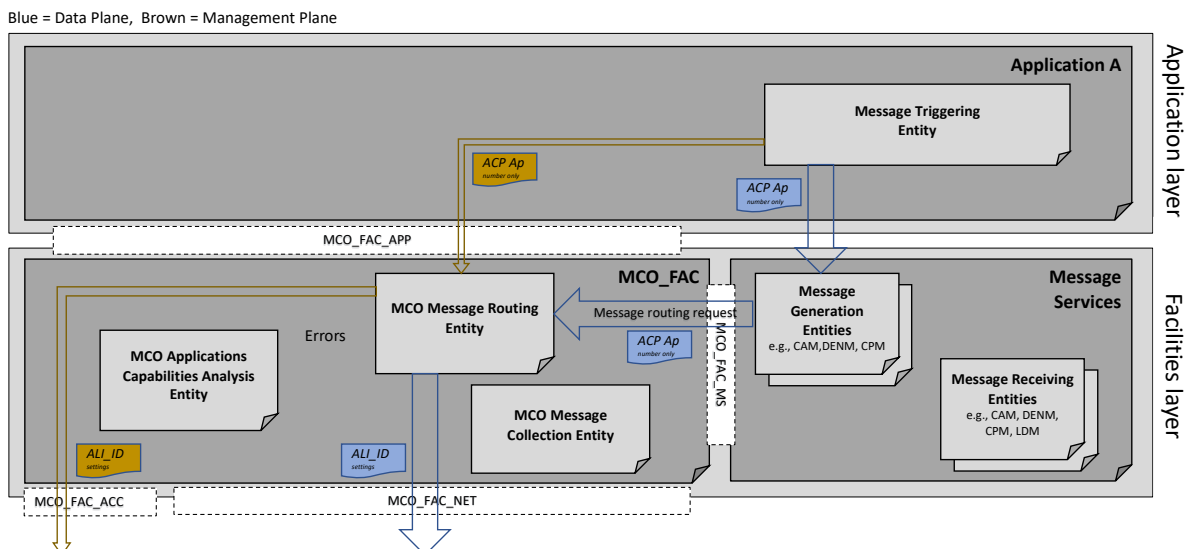 Blue = Data Plane, Brown = Management Plane
Application layer
Application A
Message Triggering
Entity
ACP Ap
number only
ACP Ap
number only
MCO_FAC_APP
Facilities layer
MCO_FAC
MCO Message Routing
Entity
Errors
MCO Applications
Capabilities Analysis
Entity
MCO Message
Collection Entity
Message routing request
ACP Ap
number only
MCO_FAC_MS
Message
Services
Message
Generation
Entities
e.g., CAM,DENM, CPM
Message Receiving
Entities
e.g., CAM, DENM,
CPM, LDM
ALI_ID
settings
ALI_ID
settings
MCO_FAC_ACC
MCO_FAC_NET